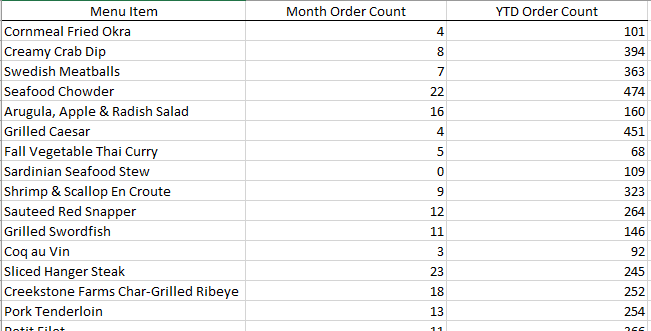 Menu Item Month Order Count YTD Order Count
Cornmeal Fried Okra 4 101
Creamy Crab Dip 8 394
Swedish Meatballs 7 363
Seafood Chowder 22 474
Arugula, Apple & Radish Salad 16 160
Grilled Caesar 4 451
Fall Vegetable Thai Curry 5 68
Sardinian Seafood Stew 0 109
Shrimp & Scallop En Croute 9 323
Sauteed Red Snapper 12 264
Grilled Swordfish 11 146
Coq au Vin 3 92
Sliced Hanger Steak 23 245
Creekstone Farms Char-Grilled Ribeye 18 252
Pork Tenderloin 13 254